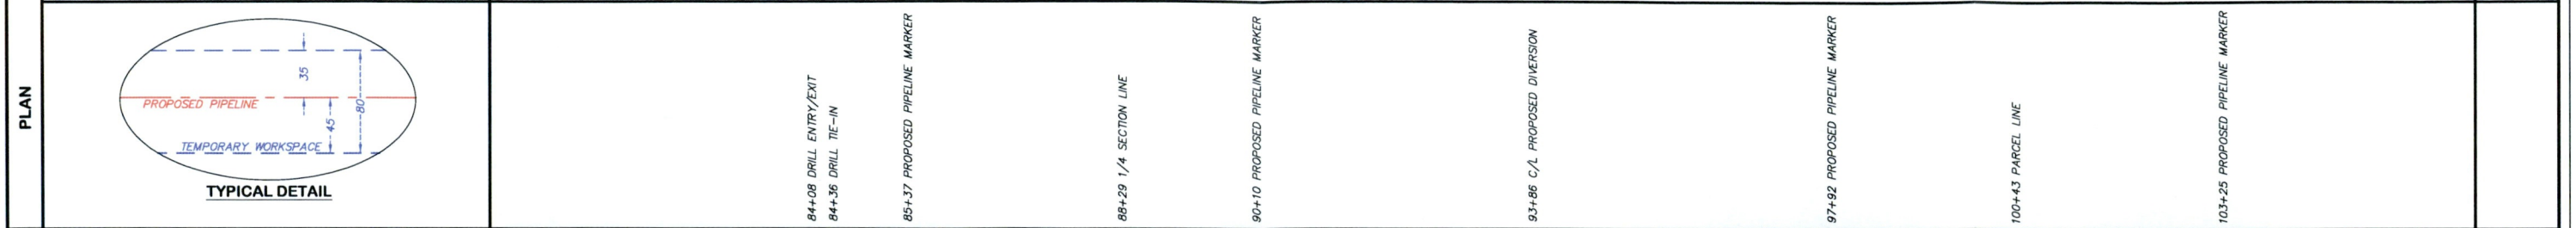 PLAN
35
PROPOSED PIPELINE
45
80
TEMPORARY WORKSPACE
TYPICAL DETAIL
84+08 DRILL ENTRY/EXIT
84+36 DRILL TIE-IN
85+37 PROPOSED PIPELINE MARKER
88+29 1/4 SECTION LINE
90+10 PROPOSED PIPELINE MARKER
93+86 C/L PROPOSED DIVERSION
97+92 PROPOSED PIPELINE MARKER
100+43 PARCEL LINE
103+25 PROPOSED PIPELINE MARKER